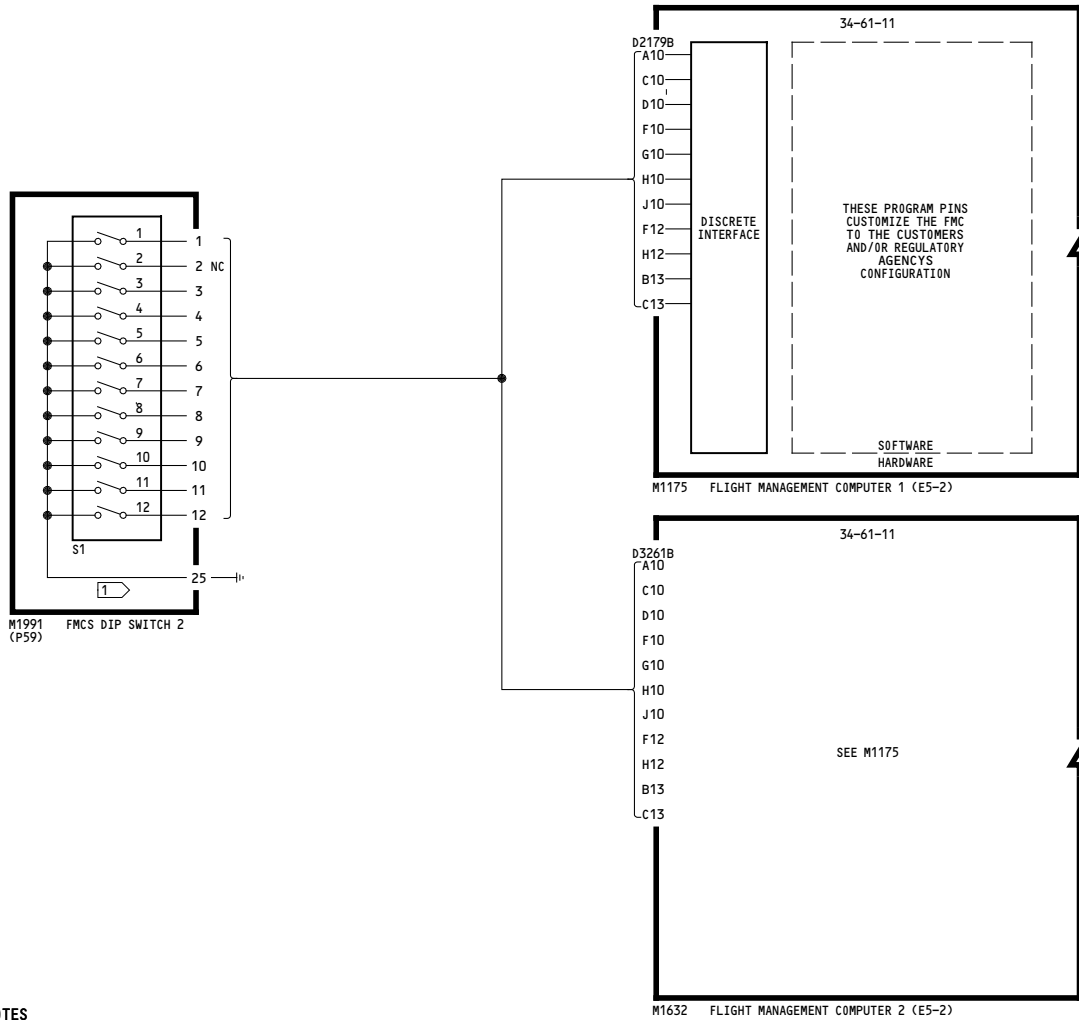 1
2
3
4
5
6
7
8
9
10
11
12
1
2 NC
3
4
5
6
7
8
9
10
11
12
S1
25
1
M1991
(P59)
FMCS DIP SWITCH 2
34-61-11
D2179B
A10
C10
D10
F10
G10
H10
J10
F12
H12
B13
C13
DISCRETE
INTERFACE
THESE PROGRAM PINS
CUSTOMIZE THE FMC
TO THE CUSTOMERS
AND/OR REGULATORY
AGENCYS
CONFIGURATION
SOFTWARE
HARDWARE
M1175 FLIGHT MANAGEMENT COMPUTER 1 (E5-2)
34-61-11
D3261B
A10
C10
D10
F10
G10
H10
J10
F12
H12
B13
C13
SEE M1175
M1632 FLIGHT MANAGEMENT COMPUTER 2 (E5-2)
OTES